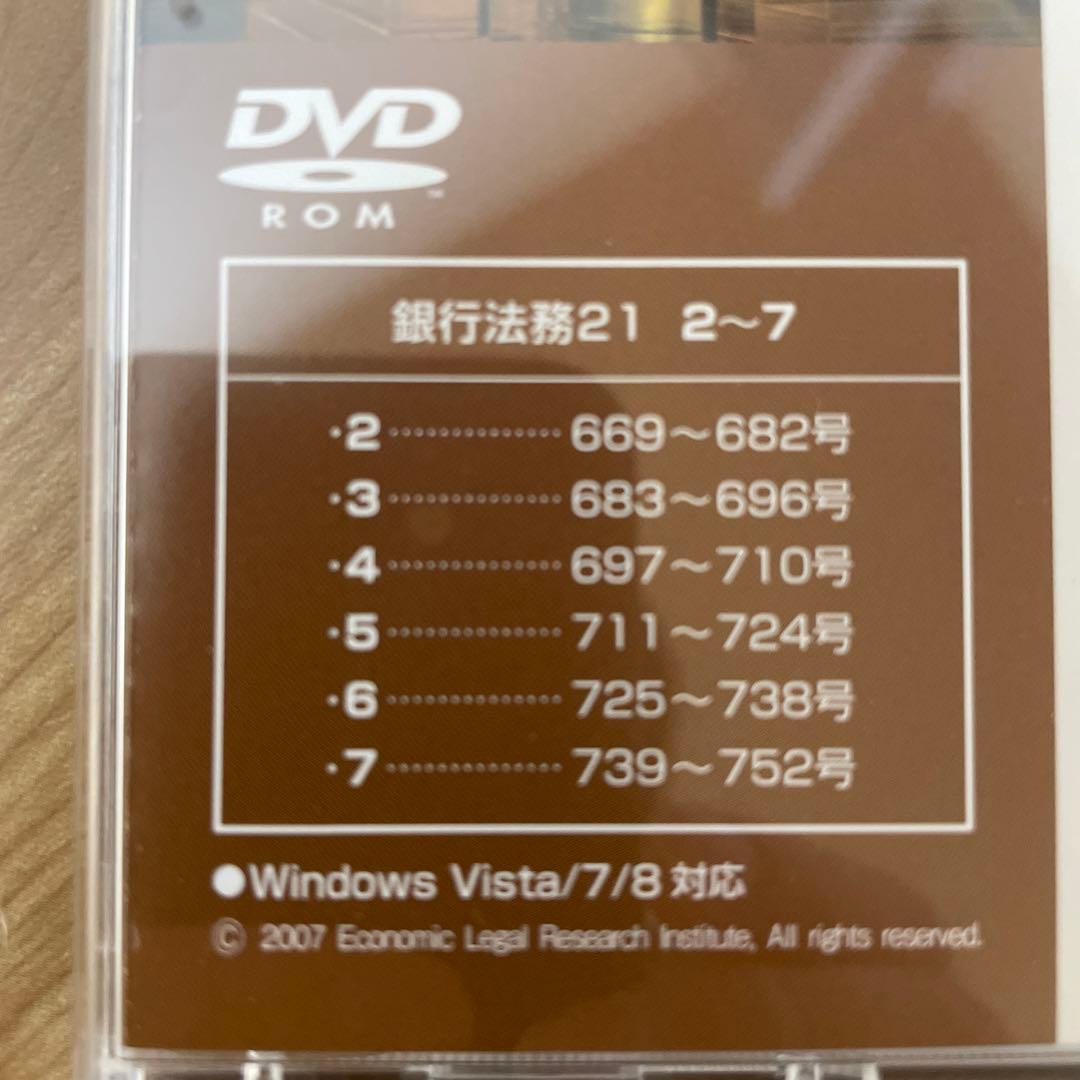 DVD
ROM
銀行法務21 2〜7
・2·············· 669〜682号
・3·············· 683〜696号
・4·············· 697〜710号
・5·············· 711〜724号
・6·············· 725〜738号
・7·············· 739〜752号
●Windows Vista/7/8 対応
© 2007 Economic Legal Research Institute, All rights reserved.